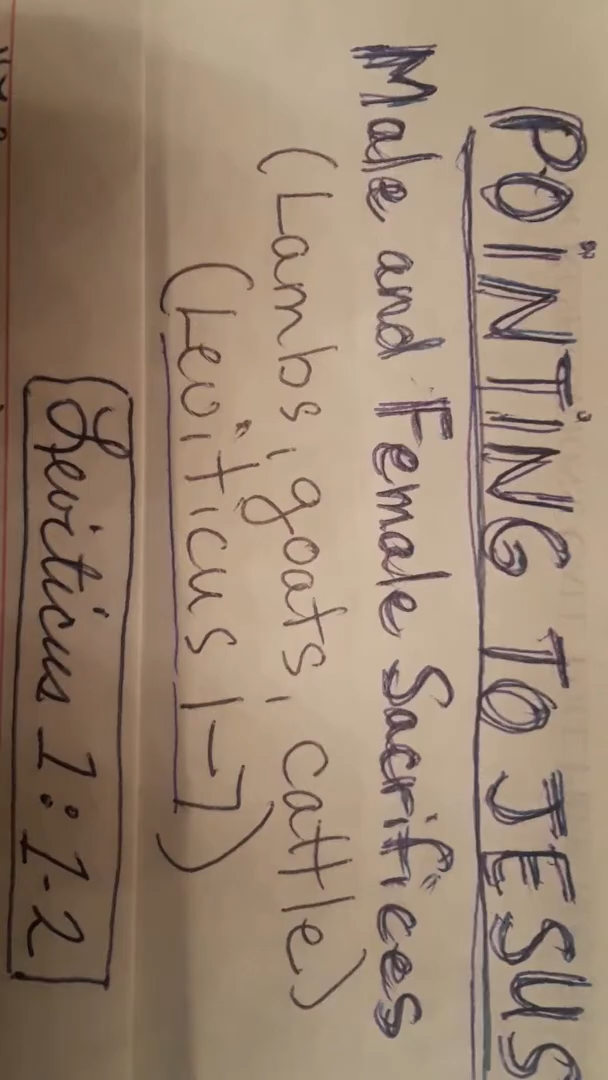 POINTING TO JESUS
Male and Female Sacrifices
(Lambs, goats, cattle)
(Leviticus 1-7)
Leviticus 1:1-2